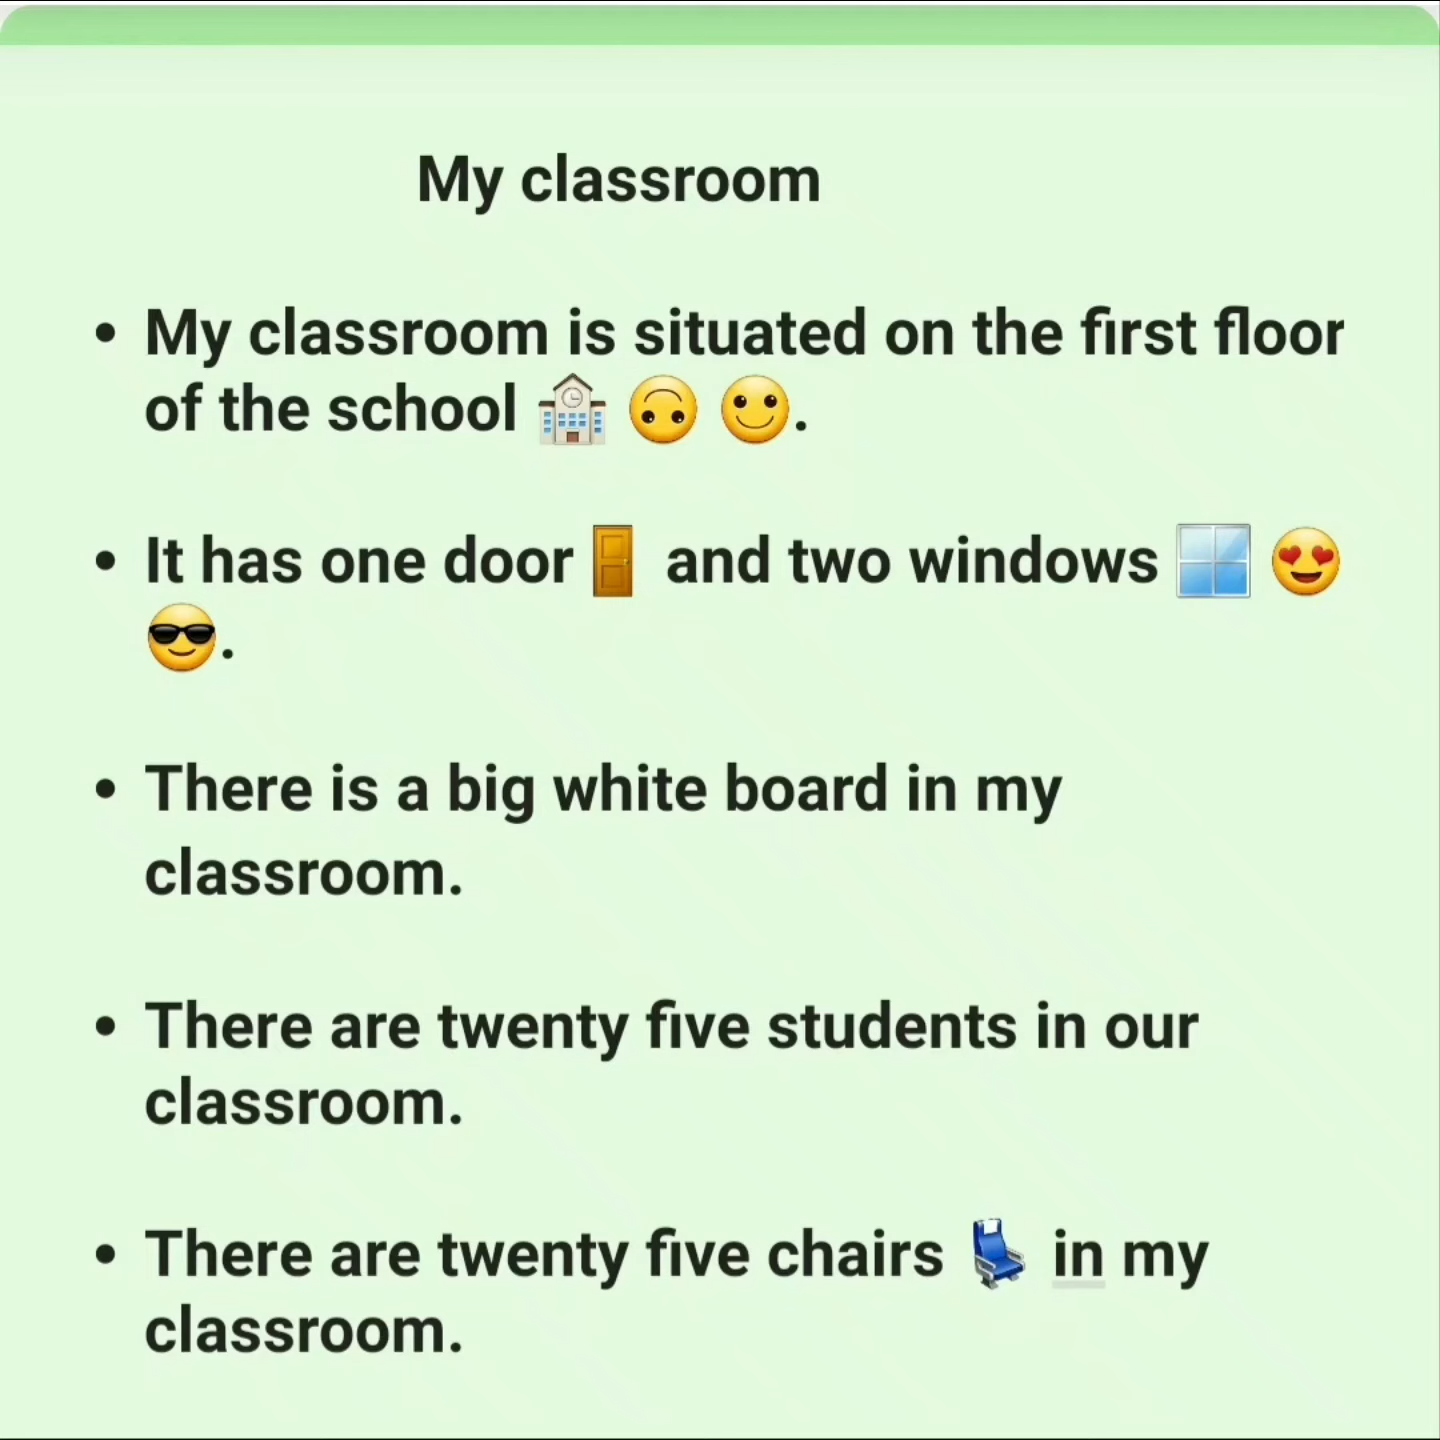 My classroom
• My classroom is situated on the first floor
of the school 🏫 🙃 🙂.
• It has one door🚪 and two windows 🪟 😍
😎.
• There is a big white board in my
classroom.
• There are twenty five students in our
classroom.
• There are twenty five chairs 💺 in my
classroom.